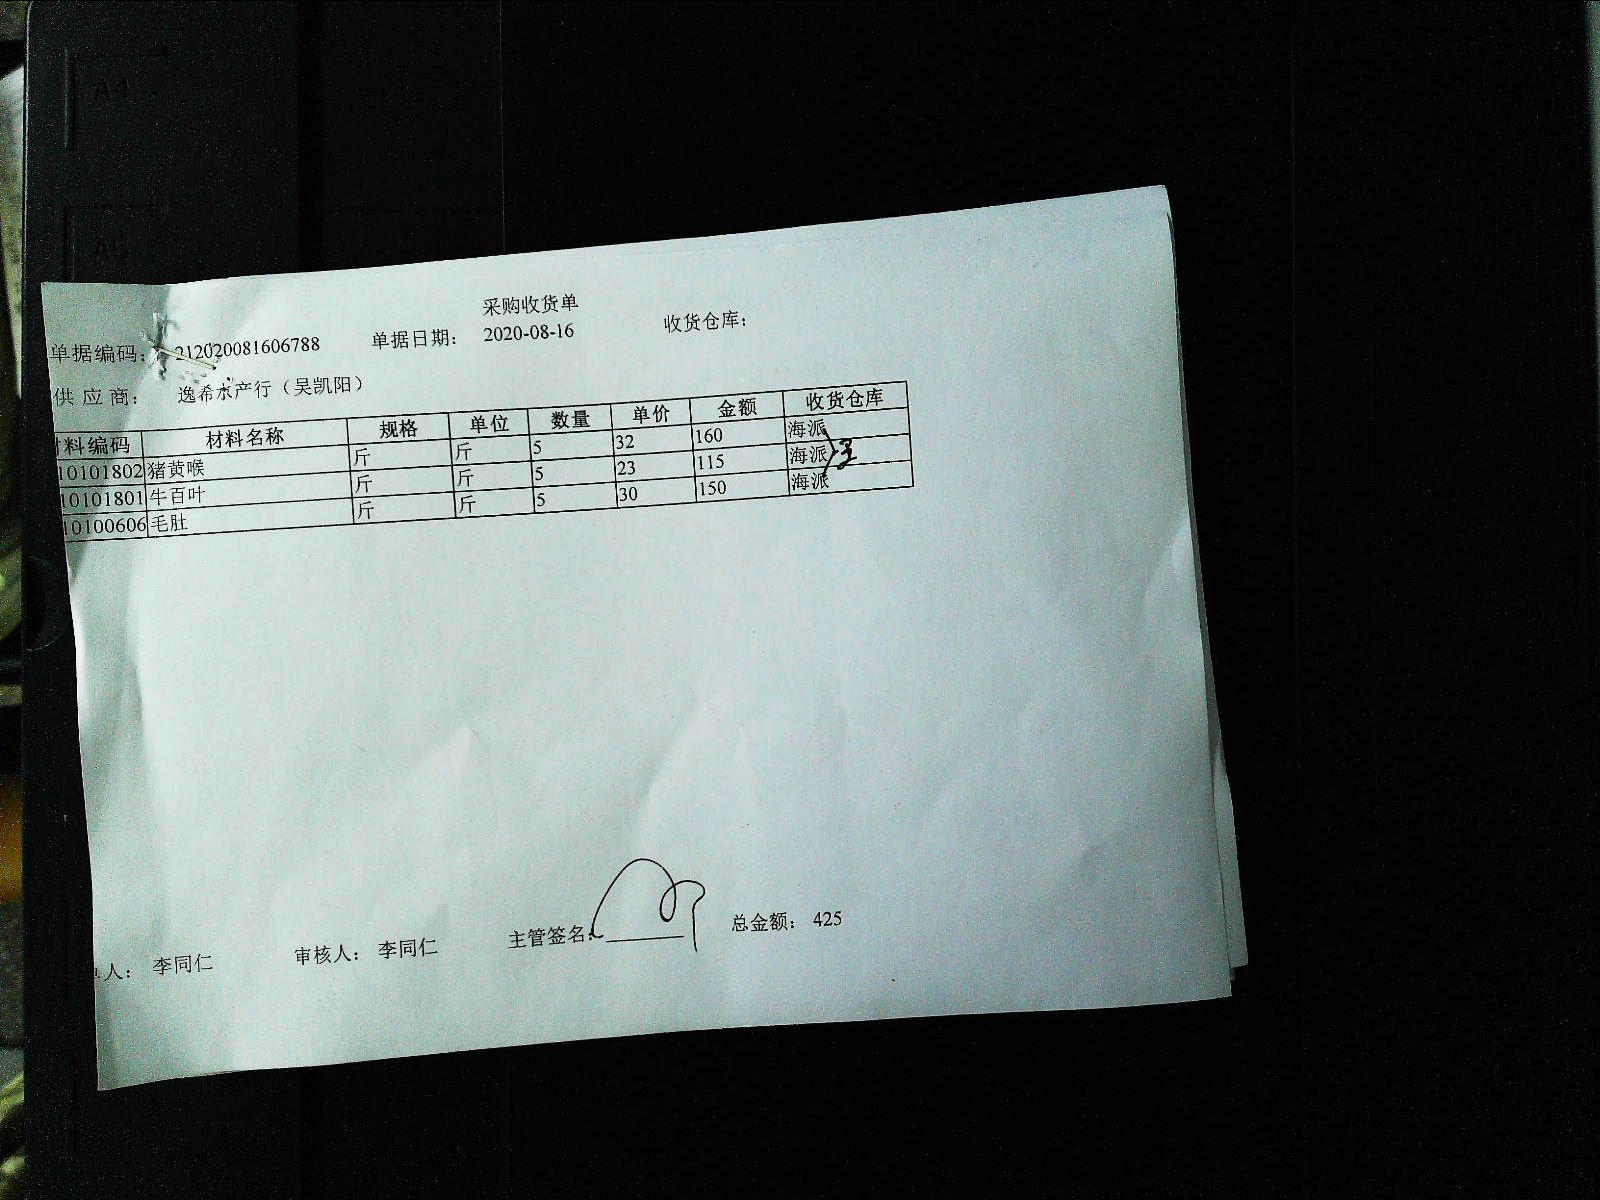 A4
A5
采购收货单
单据编码： 212020081606788 单据日期： 2020-08-16 收货仓库：
供 应 商： 逸希水产行（吴凯阳）
料编码 材料名称 规格 单位 数量 单价 金额 收货仓库
10101802 猪黄喉 斤 斤 5 32 160 海派
10101801 牛百叶 斤 斤 5 23 115 海派
10100606 毛肚 斤 斤 5 30 150 海派
人： 李同仁 审核人： 李同仁 主管签名： 总金额： 425